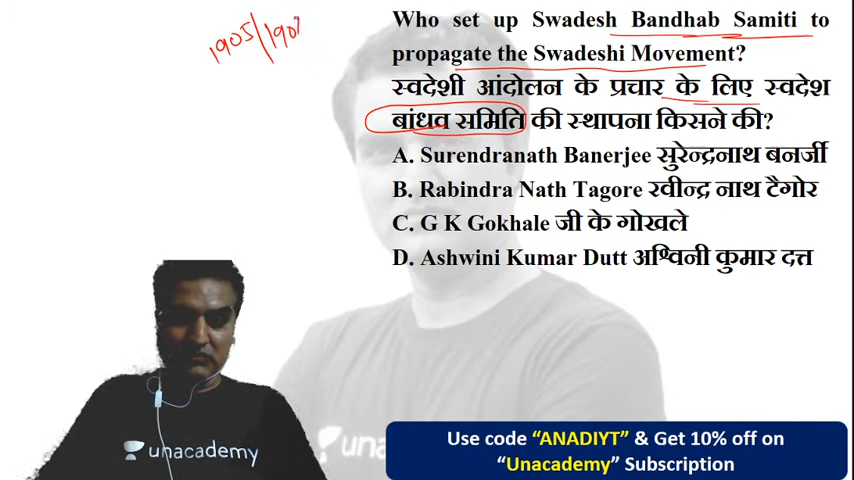 1905/190
Who set up Swadesh Bandhab Samiti to
propagate the Swadeshi Movement?
स्वदेशी आंदोलन के प्रचार के लिए स्वदेश
बांधव समिति की स्थापना किसने की?
A. Surendranath Banerjee सुरेन्द्रनाथ बनर्जी
B. Rabindra Nath Tagore रवीन्द्र नाथ टैगोर
C. G K Gokhale जी के गोखले
D. Ashwini Kumar Dutt अश्विनी कुमार दत्त
unacademy
una
Use code “ANADIYT” & Get 10% off on
“Unacademy” Subscription